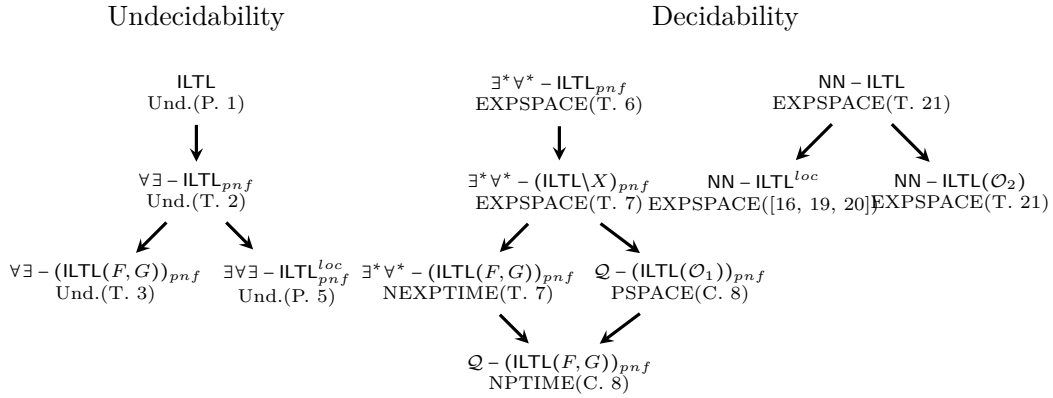 Undecidability
Decidability
ILTL
Und.(P. 1)
∃*∀* – ILTL_pnf
EXPSPACE(T. 6)
NN – ILTL
EXPSPACE(T. 21)
∀∃ – ILTL_pnf
Und.(T. 2)
∃*∀* – (ILTL\X)_pnf
EXPSPACE(T. 7)
NN – ILTL^loc
EXPSPACE([16, 19, 20])
NN – ILTL(𝒪₂)
EXPSPACE(T. 21)
∀∃ – (ILTL(F, G))_pnf
Und.(T. 3)
∃∀∃ – ILTL^loc_pnf
Und.(P. 5)
∃*∀* – (ILTL(F, G))_pnf
NEXPTIME(T. 7)
𝒬 – (ILTL(𝒪₁))_pnf
PSPACE(C. 8)
𝒬 – (ILTL(F, G))_pnf
NPTIME(C. 8)